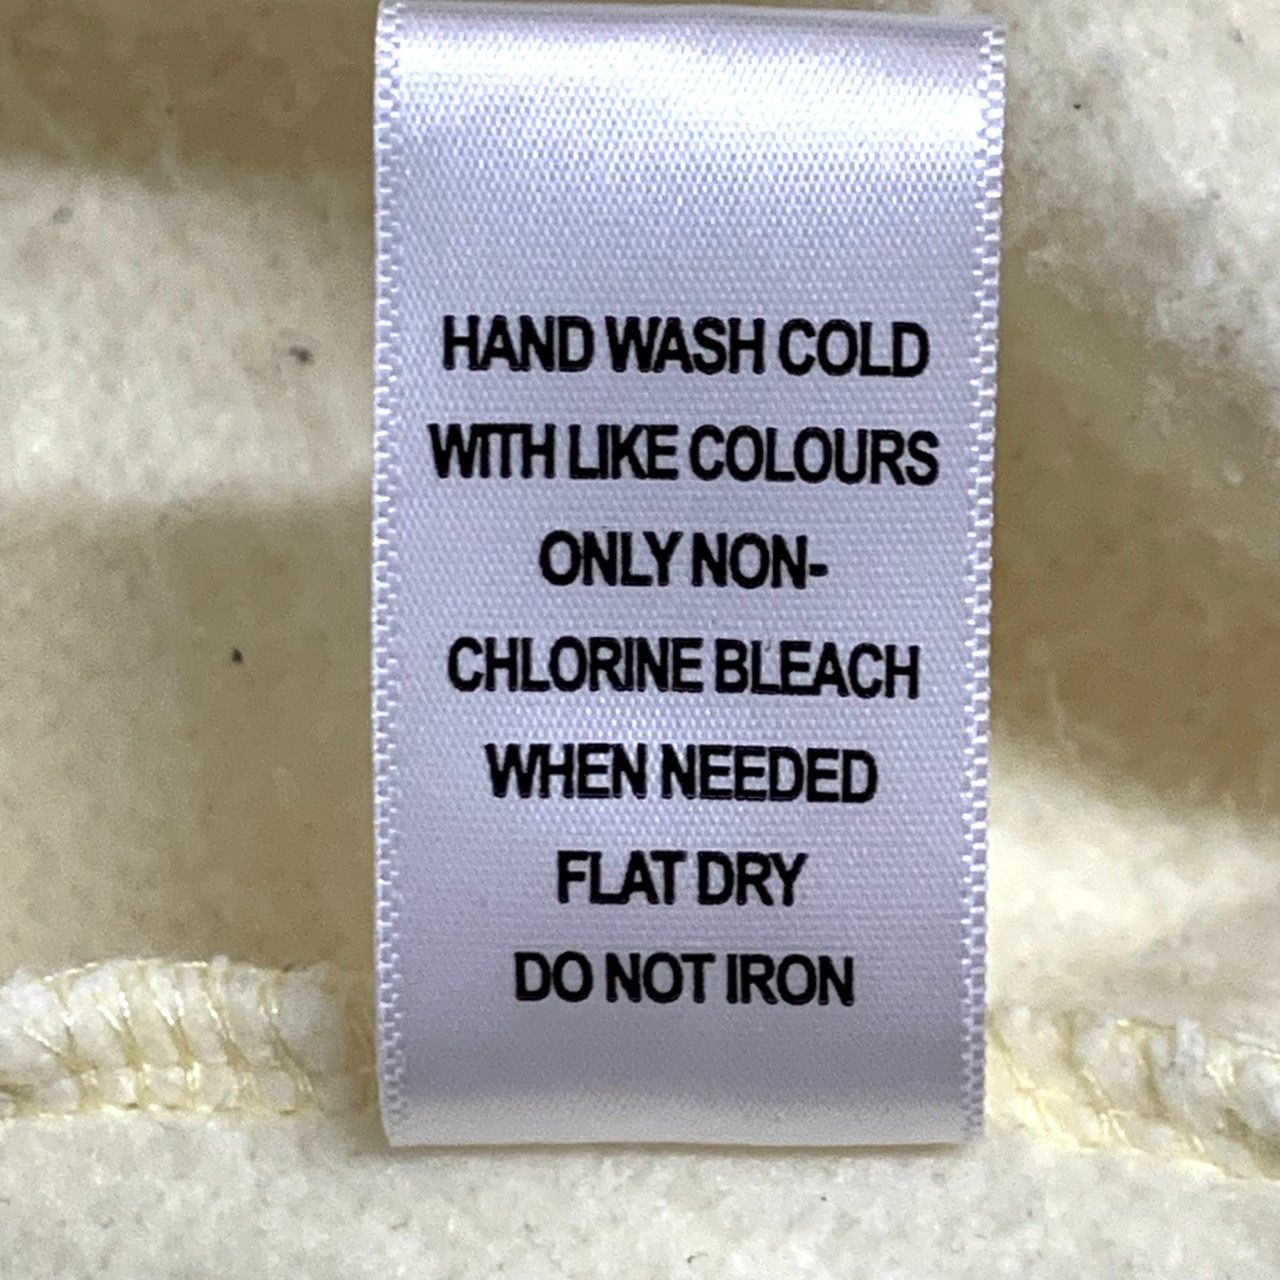 HAND WASH COLD
WITH LIKE COLOURS
ONLY NON-
CHLORINE BLEACH
WHEN NEEDED
FLAT DRY
DO NOT IRON